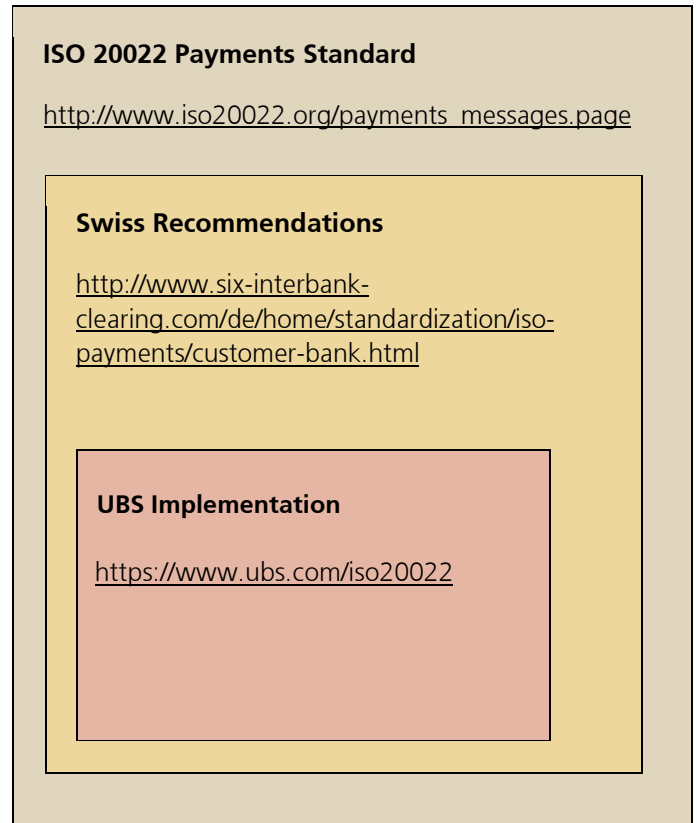 ISO 20022 Payments Standard
http://www.iso20022.org/payments_messages.page
Swiss Recommendations
http://www.six-interbank-
clearing.com/de/home/standardization/iso-
payments/customer-bank.html
UBS Implementation
https://www.ubs.com/iso20022